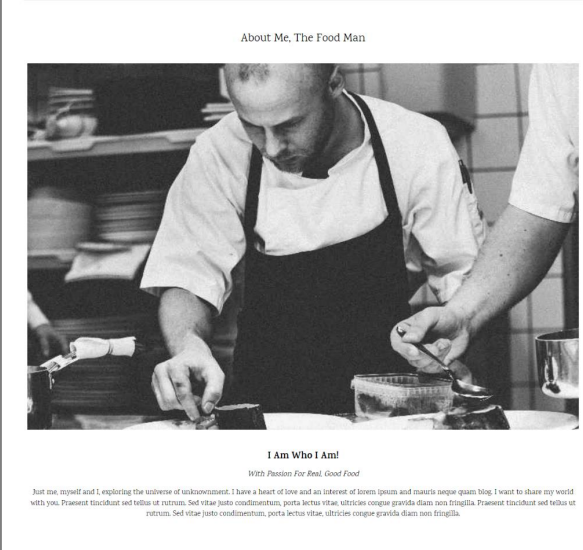 About Me, The Food Man
I Am Who I Am!
With Passion For Real, Good Food
Just me, myself and I, exploring the universe of unknownment. I have a heart of love and an interest of lorem ipsum and mauris neque quam blog. I want to share my world
with you. Praesent tincidunt sed tellus ut rutrum. Sed vitae justo condimentum, porta lectus vitae, ultricies congue gravida diam non fringilla. Praesent tincidunt sed tellus ut
rutrum. Sed vitae justo condimentum, porta lectus vitae, ultricies congue gravida diam non fringilla.